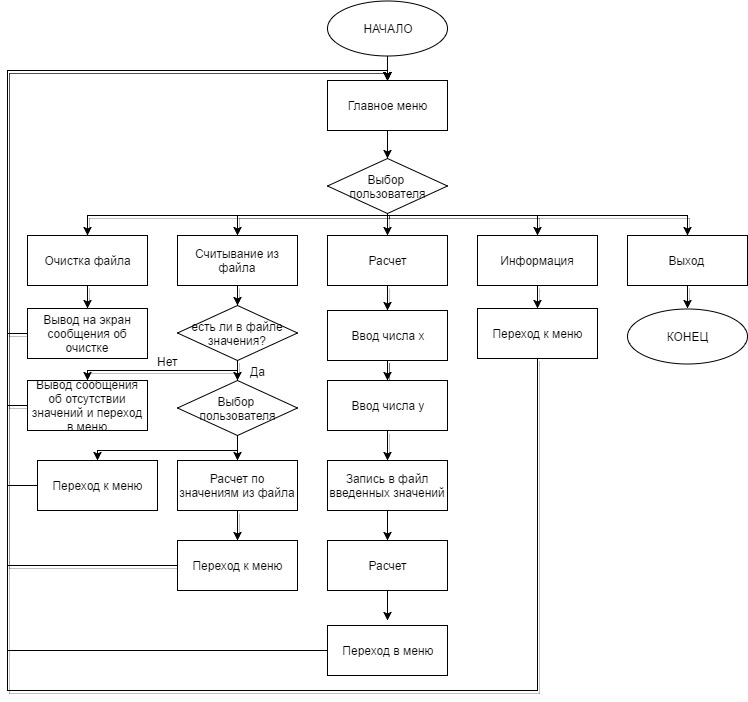 НАЧАЛО
Главное меню
Выбор
пользователя
Очистка файла
Считывание из
файла
Расчет
Информация
Выход
Вывод на экран
сообщения об
очистке
есть ли в файле
значения?
Ввод числа x
Переход к меню
КОНЕЦ
Нет
Да
Вывод сообщения
об отсутствии
значений и переход
в меню
Выбор
пользователя
Ввод числа y
Переход к меню
Расчет по
значениям из файла
Запись в файл
введенных значений
Переход к меню
Расчет
Переход в меню